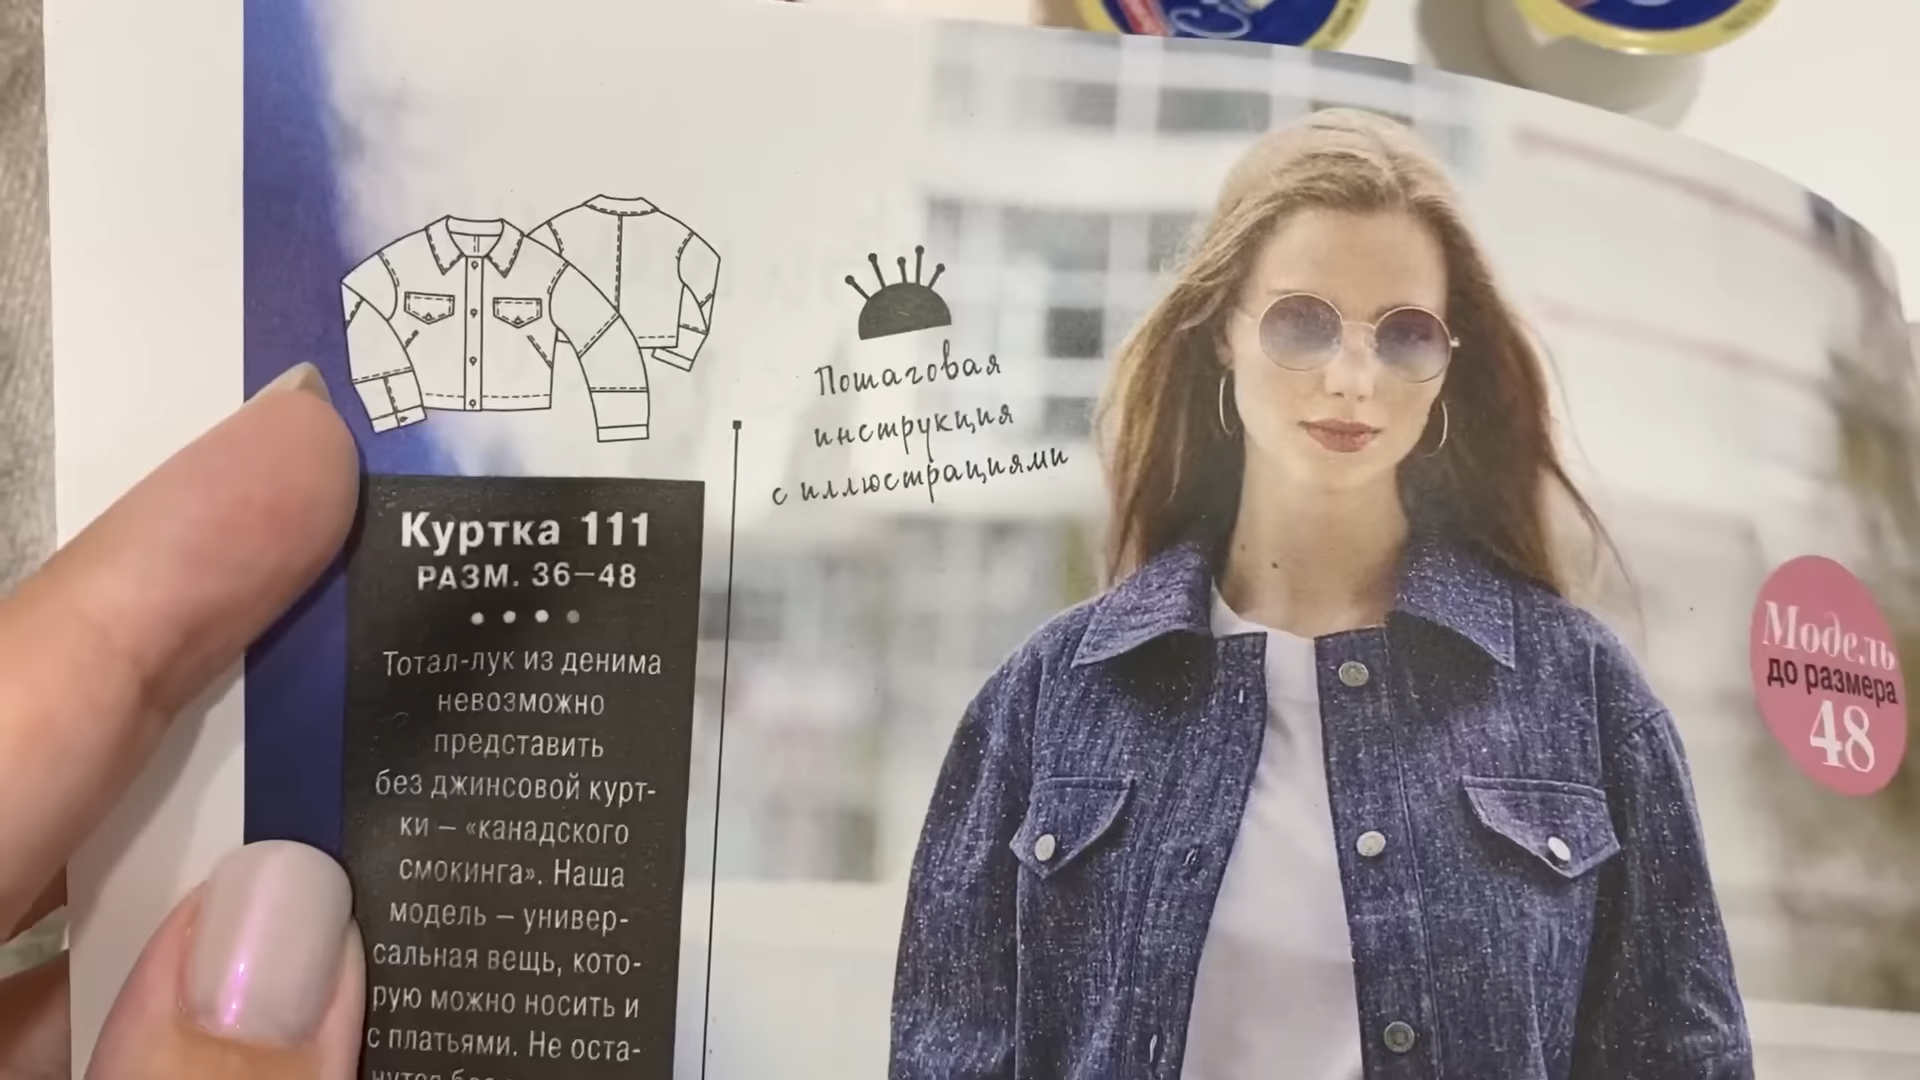 Пошаговая
инструкция
с иллюстрациями
Куртка 111
РАЗМ. 36–48
Тотал-лук из денима
невозможно
представить
без джинсовой курт-
ки – «канадского
смокинга». Наша
модель – универ-
сальная вещь, кото-
рую можно носить и
с платьями. Не оста-
Модель
до размера
48